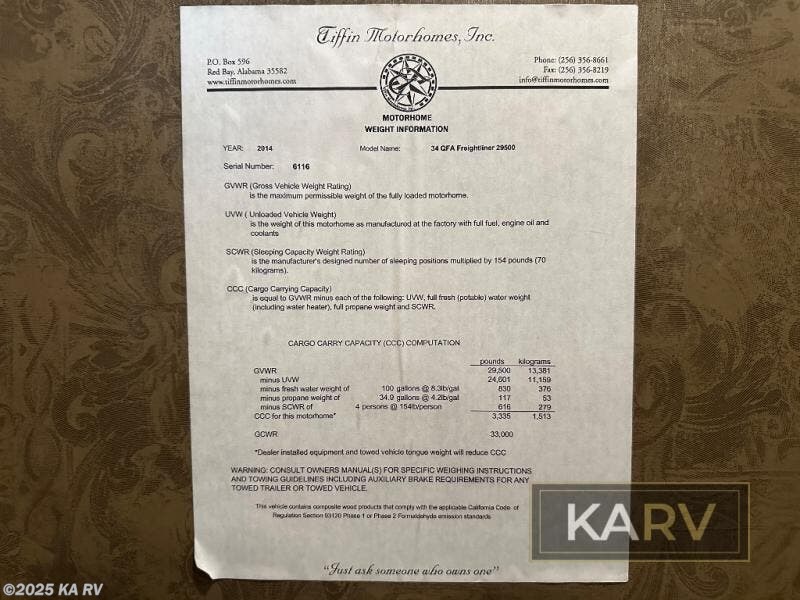 Tiffin Motorhomes, Inc.
P.O. Box 596
Red Bay, Alabama 35582
www.tiffinmotorhomes.com
Phone: (256) 356-8661
Fax: (256) 356-8219
info@tiffinmotorhomes.com
MOTORHOME
WEIGHT INFORMATION
YEAR: 2014 Model Name: 34 QFA Freightliner 29500
Serial Number: 6116
GVWR (Gross Vehicle Weight Rating)
is the maximum permissible weight of the fully loaded motorhome.
UVW ( Unloaded Vehicle Weight)
is the weight of this motorhome as manufactured at the factory with full fuel, engine oil and
coolants
SCWR (Sleeping Capacity Weight Rating)
is the manufacturer's designed number of sleeping positions multiplied by 154 pounds (70
kilograms).
CCC (Cargo Carrying Capacity)
is equal to GVWR minus each of the following: UVW, full fresh (potable) water weight
(including water heater), full propane weight and SCWR.
CARGO CARRY CAPACITY (CCC) COMPUTATION
pounds kilograms
GVWR 29,500 13,381
minus UVW 24,601 11,159
minus fresh water weight of 100 gallons @ 8.3lb/gal 830 376
minus propane weight of 34.9 gallons @ 4.2lb/gal 117 53
minus SCWR of 4 persons @ 154lb/person 616 279
CCC for this motorhome* 3,335 1,513
GCWR 33,000
*Dealer installed equipment and towed vehicle tongue weight will reduce CCC
WARNING: CONSULT OWNERS MANUAL(S) FOR SPECIFIC WEIGHING INSTRUCTIONS
AND TOWING GUIDELINES INCLUDING AUXILIARY BRAKE REQUIREMENTS FOR ANY
TOWED TRAILER OR TOWED VEHICLE.
This vehicle contains composite wood products that comply with the applicable California Code of
Regulation Section 93120 Phase 1 or Phase 2 Formaldehyde emission standards
KARV
"Just ask someone who owns one"
©2025 KA RV